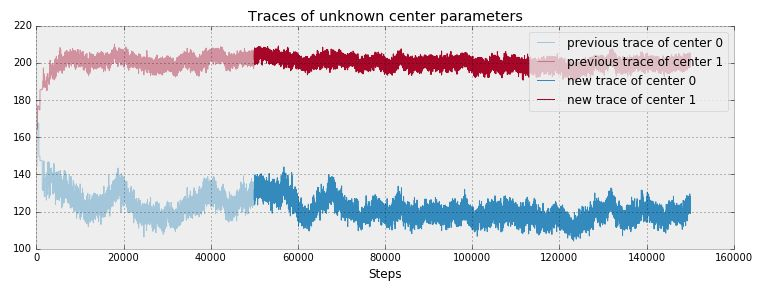 Traces of unknown center parameters
220
200
180
160
140
120
100
0 20000 40000 60000 80000 100000 120000 140000 160000
Steps
previous trace of center 0
previous trace of center 1
new trace of center 0
new trace of center 1